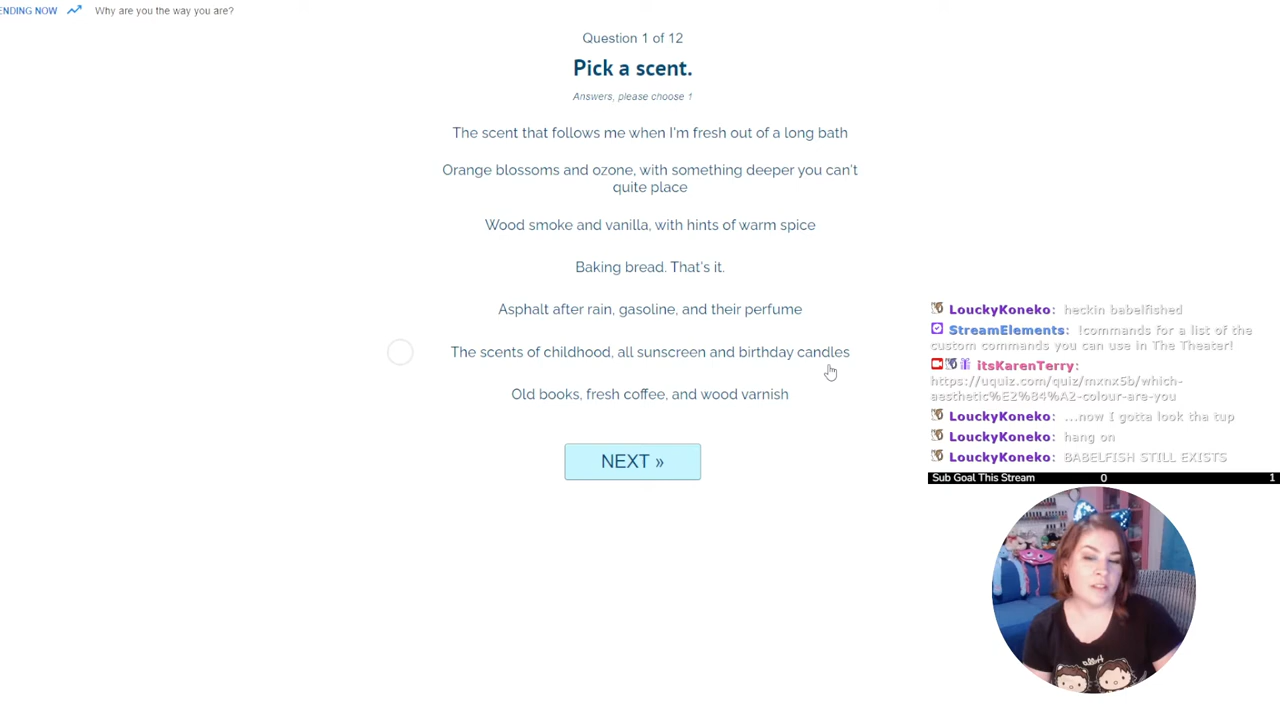 ENDING NOW Why are you the way you are?
Question 1 of 12
Pick a scent.
Answers, please choose 1
The scent that follows me when I'm fresh out of a long bath
Orange blossoms and ozone, with something deeper you can't
quite place
Wood smoke and vanilla, with hints of warm spice
Baking bread. That's it.
Asphalt after rain, gasoline, and their perfume
The scents of childhood, all sunscreen and birthday candles
Old books, fresh coffee, and wood varnish
NEXT »
LouckyKoneko: heckin babelfished
StreamElements: !commands for a list of the
custom commands you can use in The Theater!
itsKarenTerry:
https://uquiz.com/quiz/mxnx5b/which-
aesthetic%E2%84%A2-colour-are-you
LouckyKoneko: ...now I gotta look tha tup
LouckyKoneko: hang on
LouckyKoneko: BABELFISH STILL EXISTS
Sub Goal This Stream 0 1
Hello